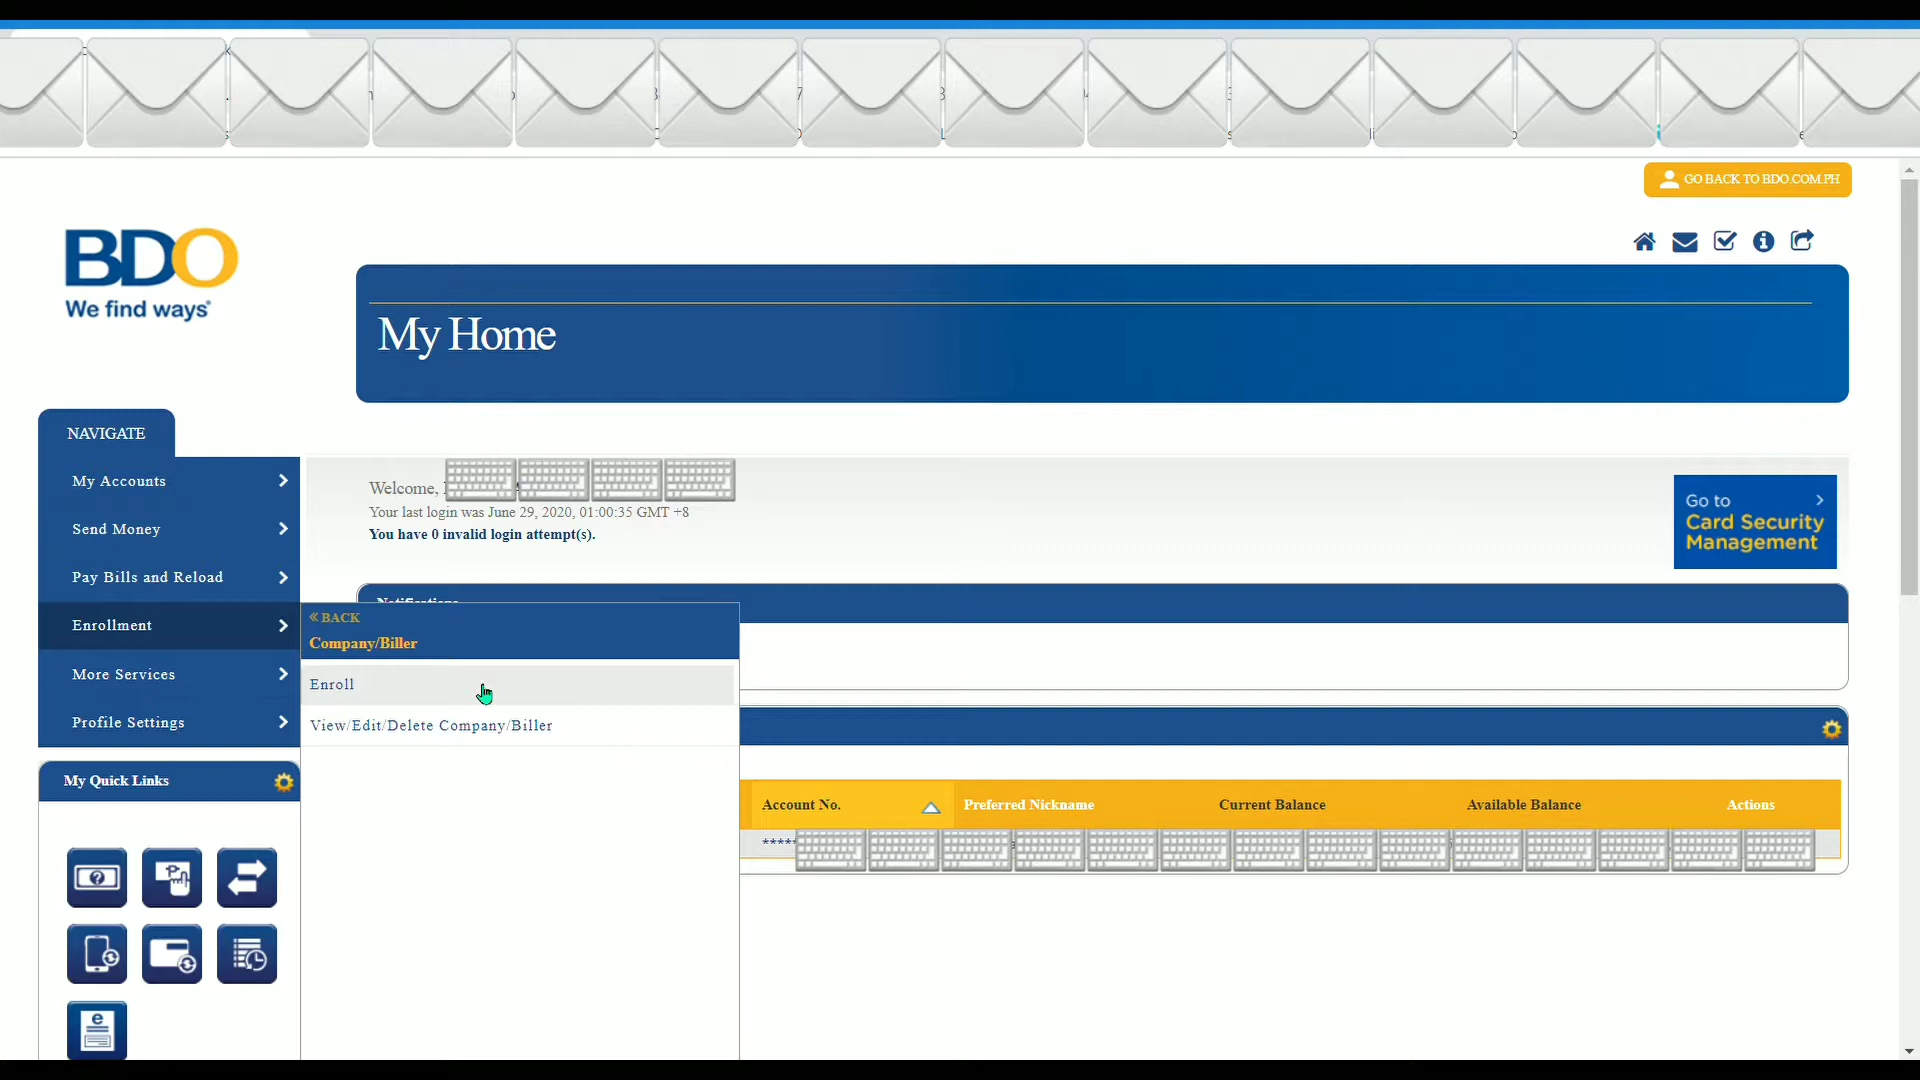 GO BACK TO BDO.COM.PH
BDO
We find ways®
My Home
NAVIGATE
My Accounts
Send Money
Pay Bills and Reload
Enrollment
More Services
Profile Settings
Welcome,
Your last login was June 29, 2020, 01:00:35 GMT +8
You have 0 invalid login attempt(s).
Go to
Card Security
Management
Notifications
« BACK
Company/Biller
Enroll
View/Edit/Delete Company/Biller
My Quick Links
Account No.
Preferred Nickname
Current Balance
Available Balance
Actions
*****